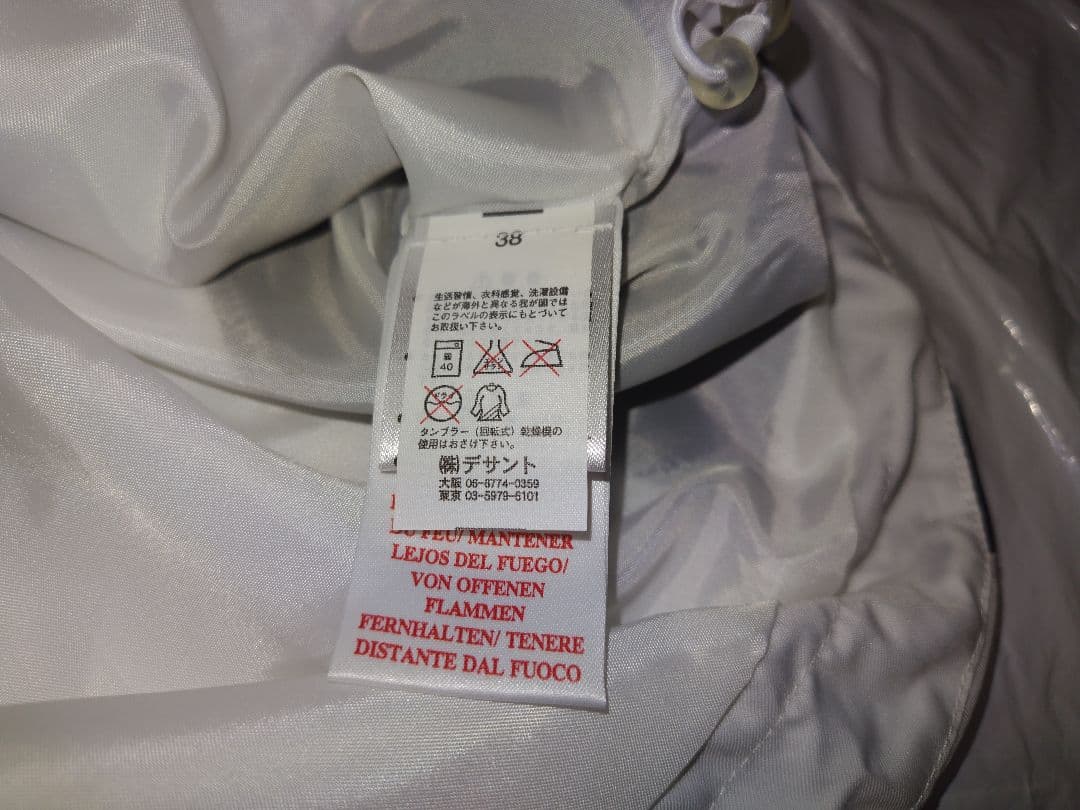 38
生活習慣、衣料感覚、洗濯設備
などが海外と異なる我が国では
このラベルの表示にもとづいて
お取扱い下さい。
40
タンブラー（回転式）乾燥機の
使用はおさけ下さい。
㈱デサント
大阪 06-6774-0359
東京 03-5979-6101
DU FEU/ MANTENER
LEJOS DEL FUEGO/
VON OFFENEN
FLAMMEN
FERNHALTEN/ TENERE
DISTANTE DAL FUOCO